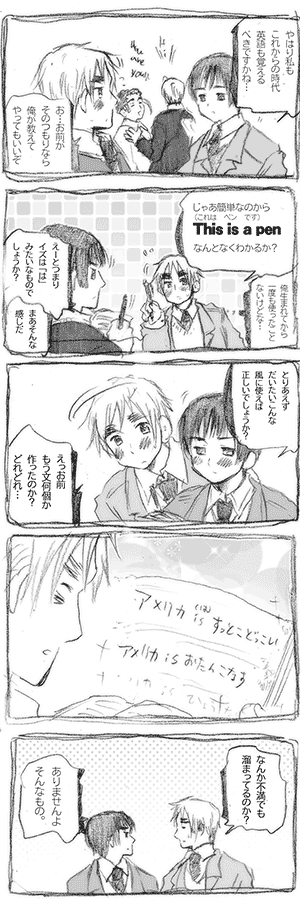 やはり私も
これからの時代
英語も覚える
べきですかね…
お…お前が
そのつもりなら
俺が教えて
やってもいいぞ
じゃあ簡単なのから
(これは ペン です)
This is a pen
なんとなくわかるか?
俺生まれてから
一度も使ったこと
ないけどな?
えーとつまり
イズは「は」
みたいなもので
しょうか?
まあそんな
感じだ
とりあえず
だいたいこんな
風に使えば
正しいでしょうか?
えっお前
もう文何個か
作ったのか?
どれどれ…
アメリカ is すっとこどっこい
アメリカ is おたんこなす
なんか不満でも
溜まってるのか?
ありませんよ
そんなもの。